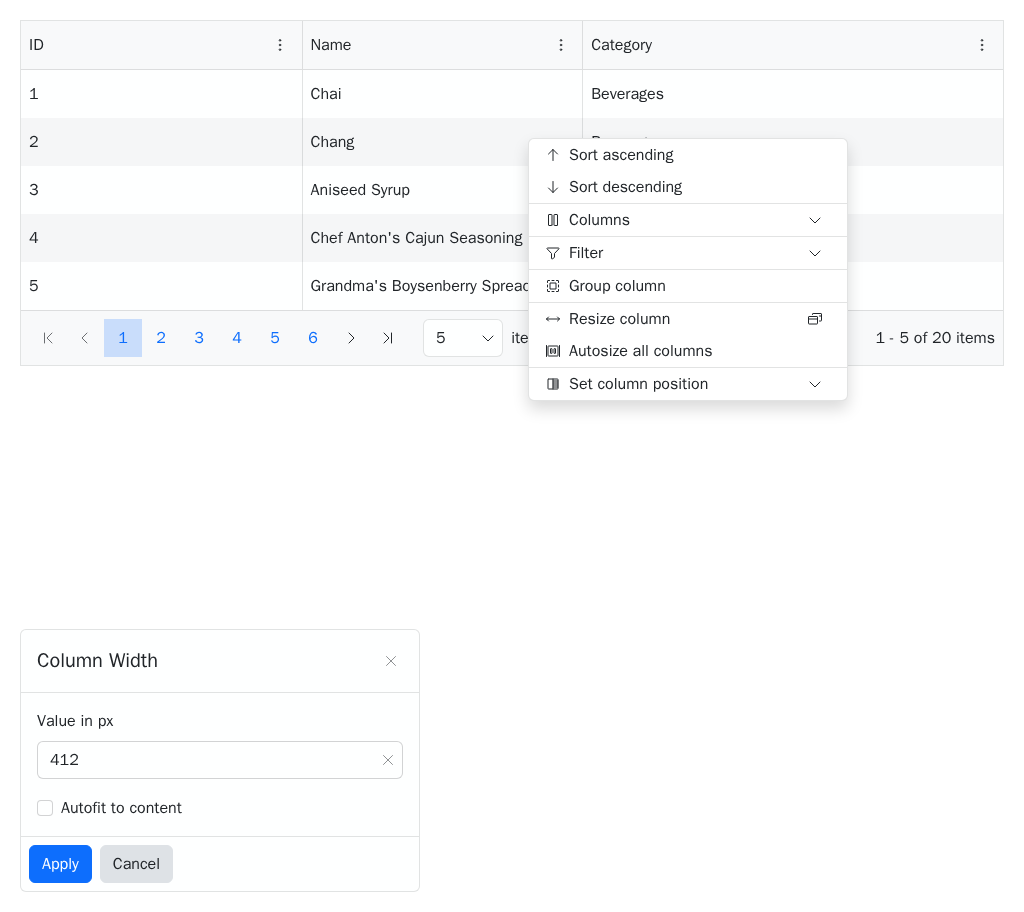 ID Name Category
1 Chai Beverages
2 Chang
3 Aniseed Syrup
4 Chef Anton's Cajun Seasoning
5 Grandma's Boysenberry
Sort ascending
Sort descending
Columns
Filter
Group column
Resize column
Autosize all columns
Set column position
1 2 3 4 5 6 5 1 - 5 of 20 items
Column Width
Value in px
412
Autofit to content
Apply Cancel